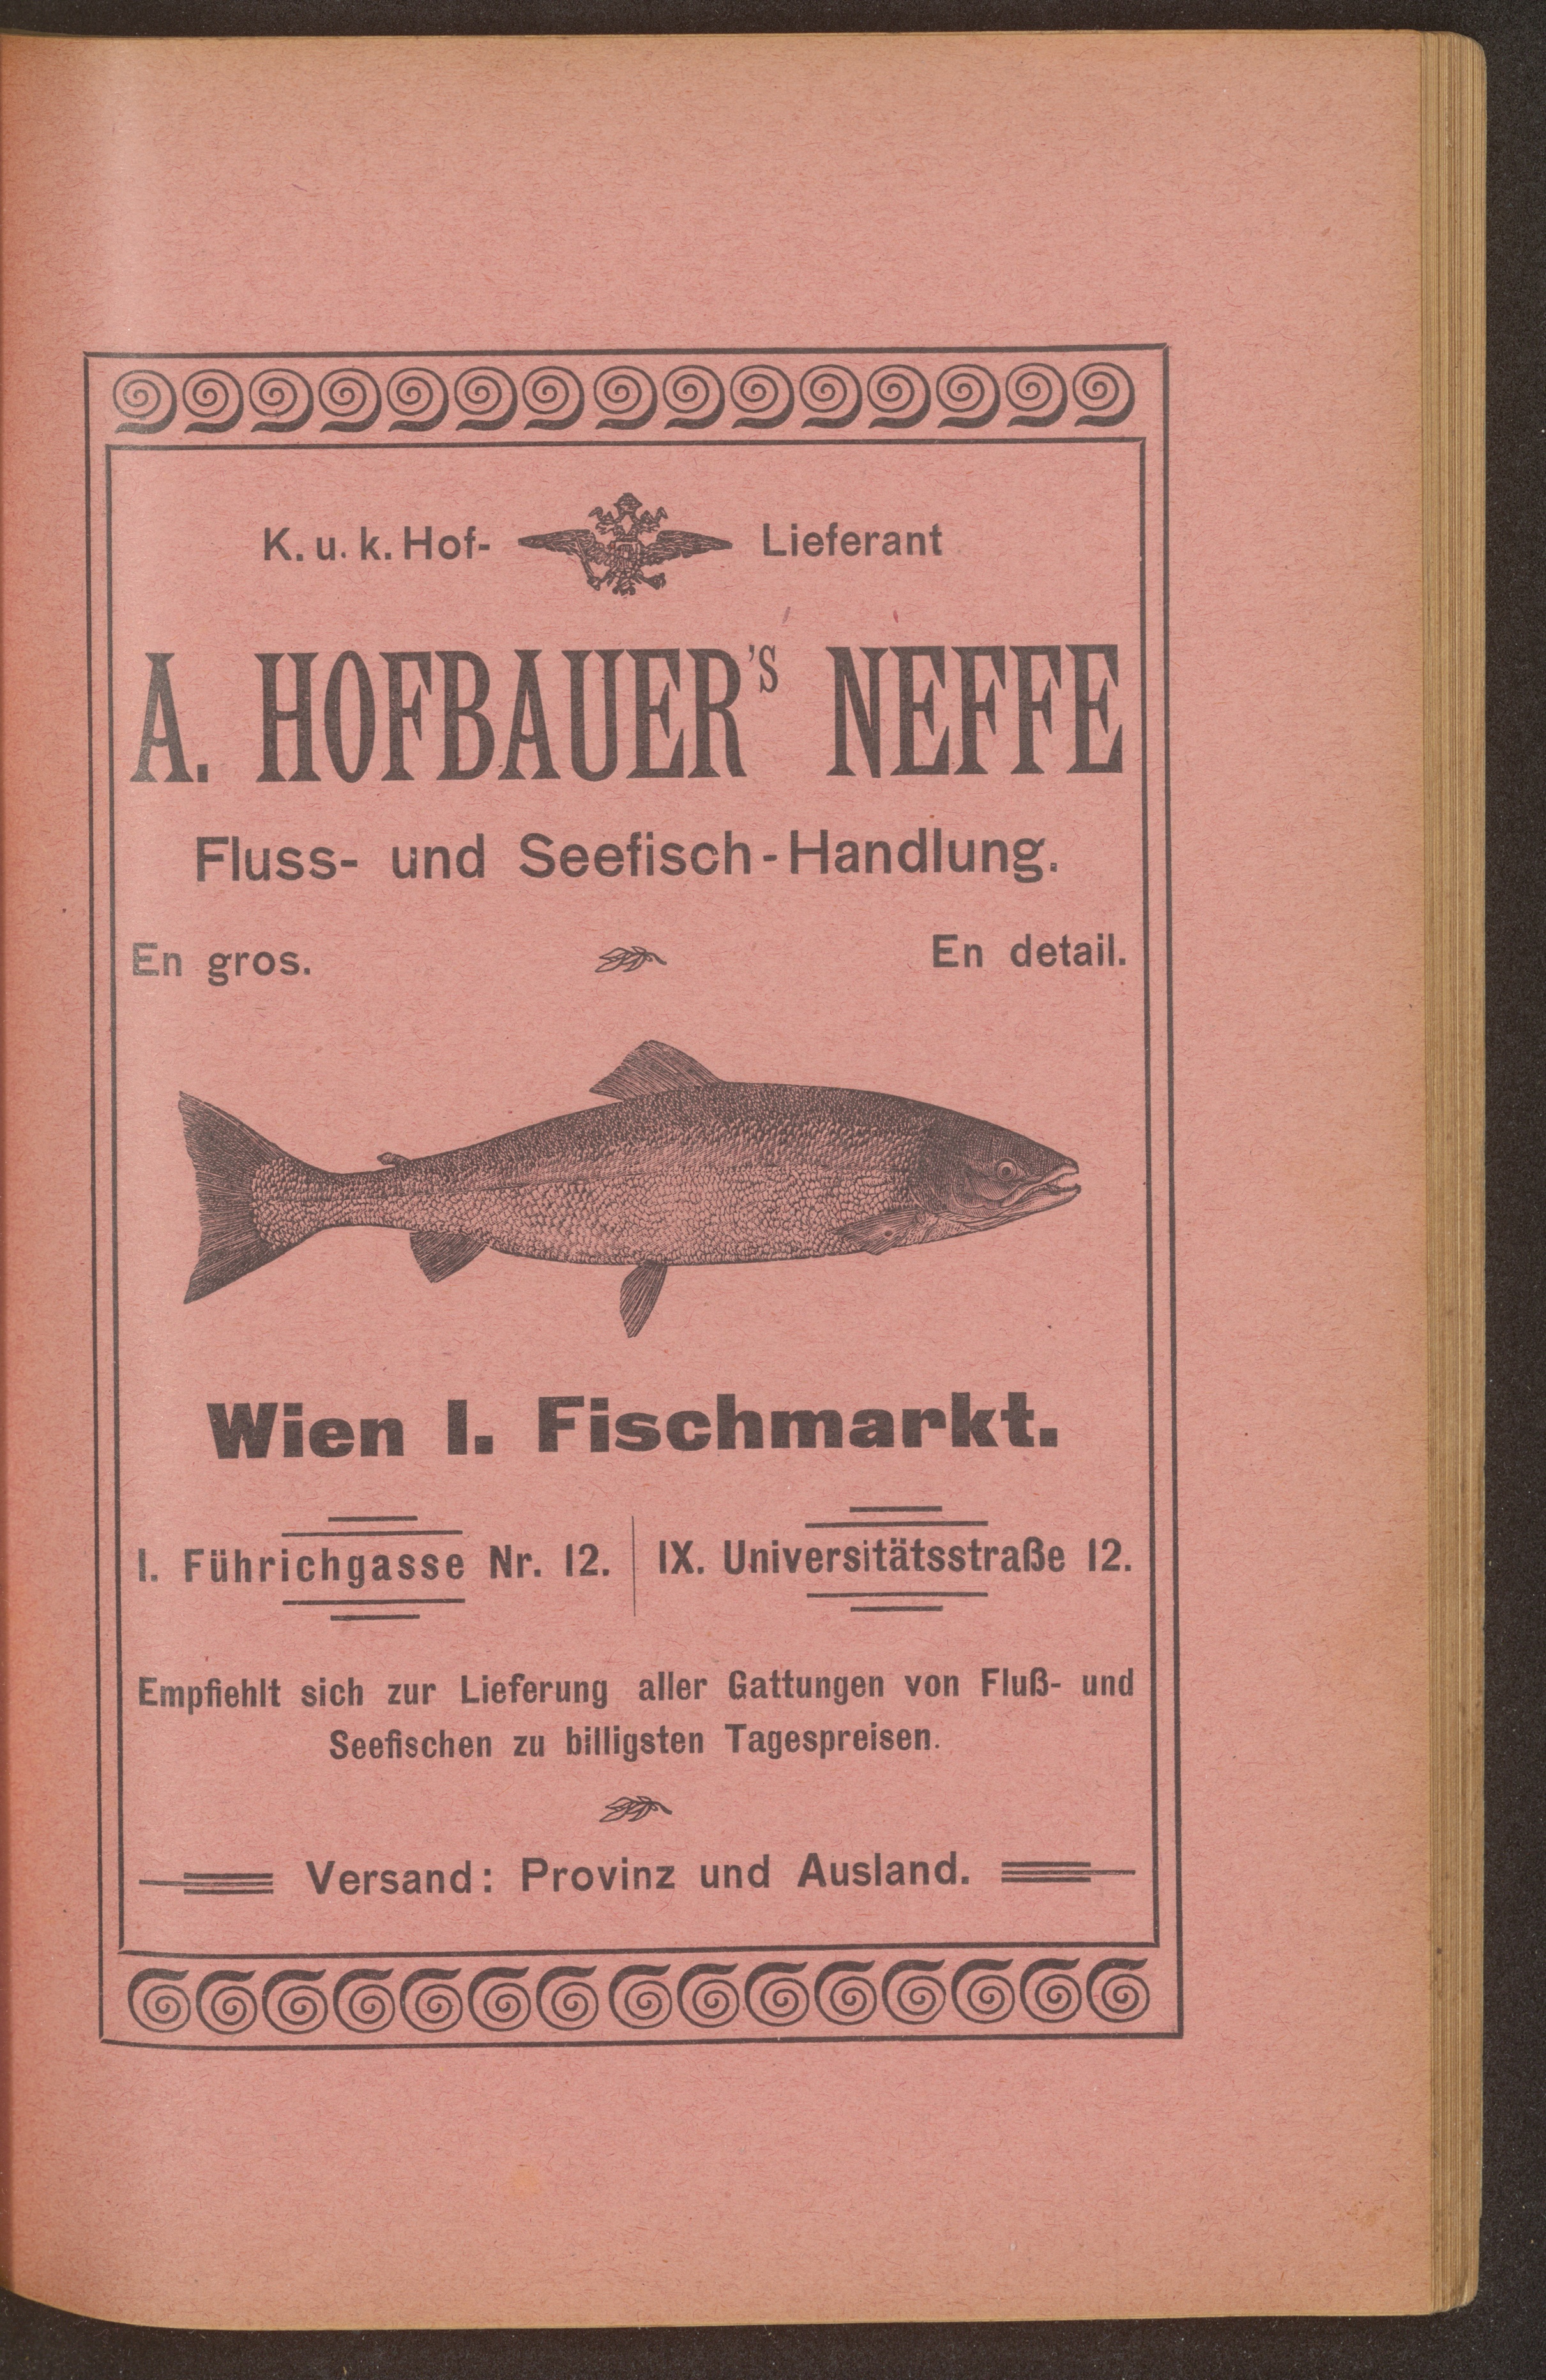 K. u. k. Hof- Lieferant
A. HOFBAUER'S NEFFE
Fluss- und Seefisch-Handlung.
En gros. En detail.
Wien I. Fischmarkt.
I. Führichgasse Nr. 12. IX. Universitätsstraße 12.
Empfiehlt sich zur Lieferung aller Gattungen von Fluß- und
Seefischen zu billigsten Tagespreisen.
Versand: Provinz und Ausland.